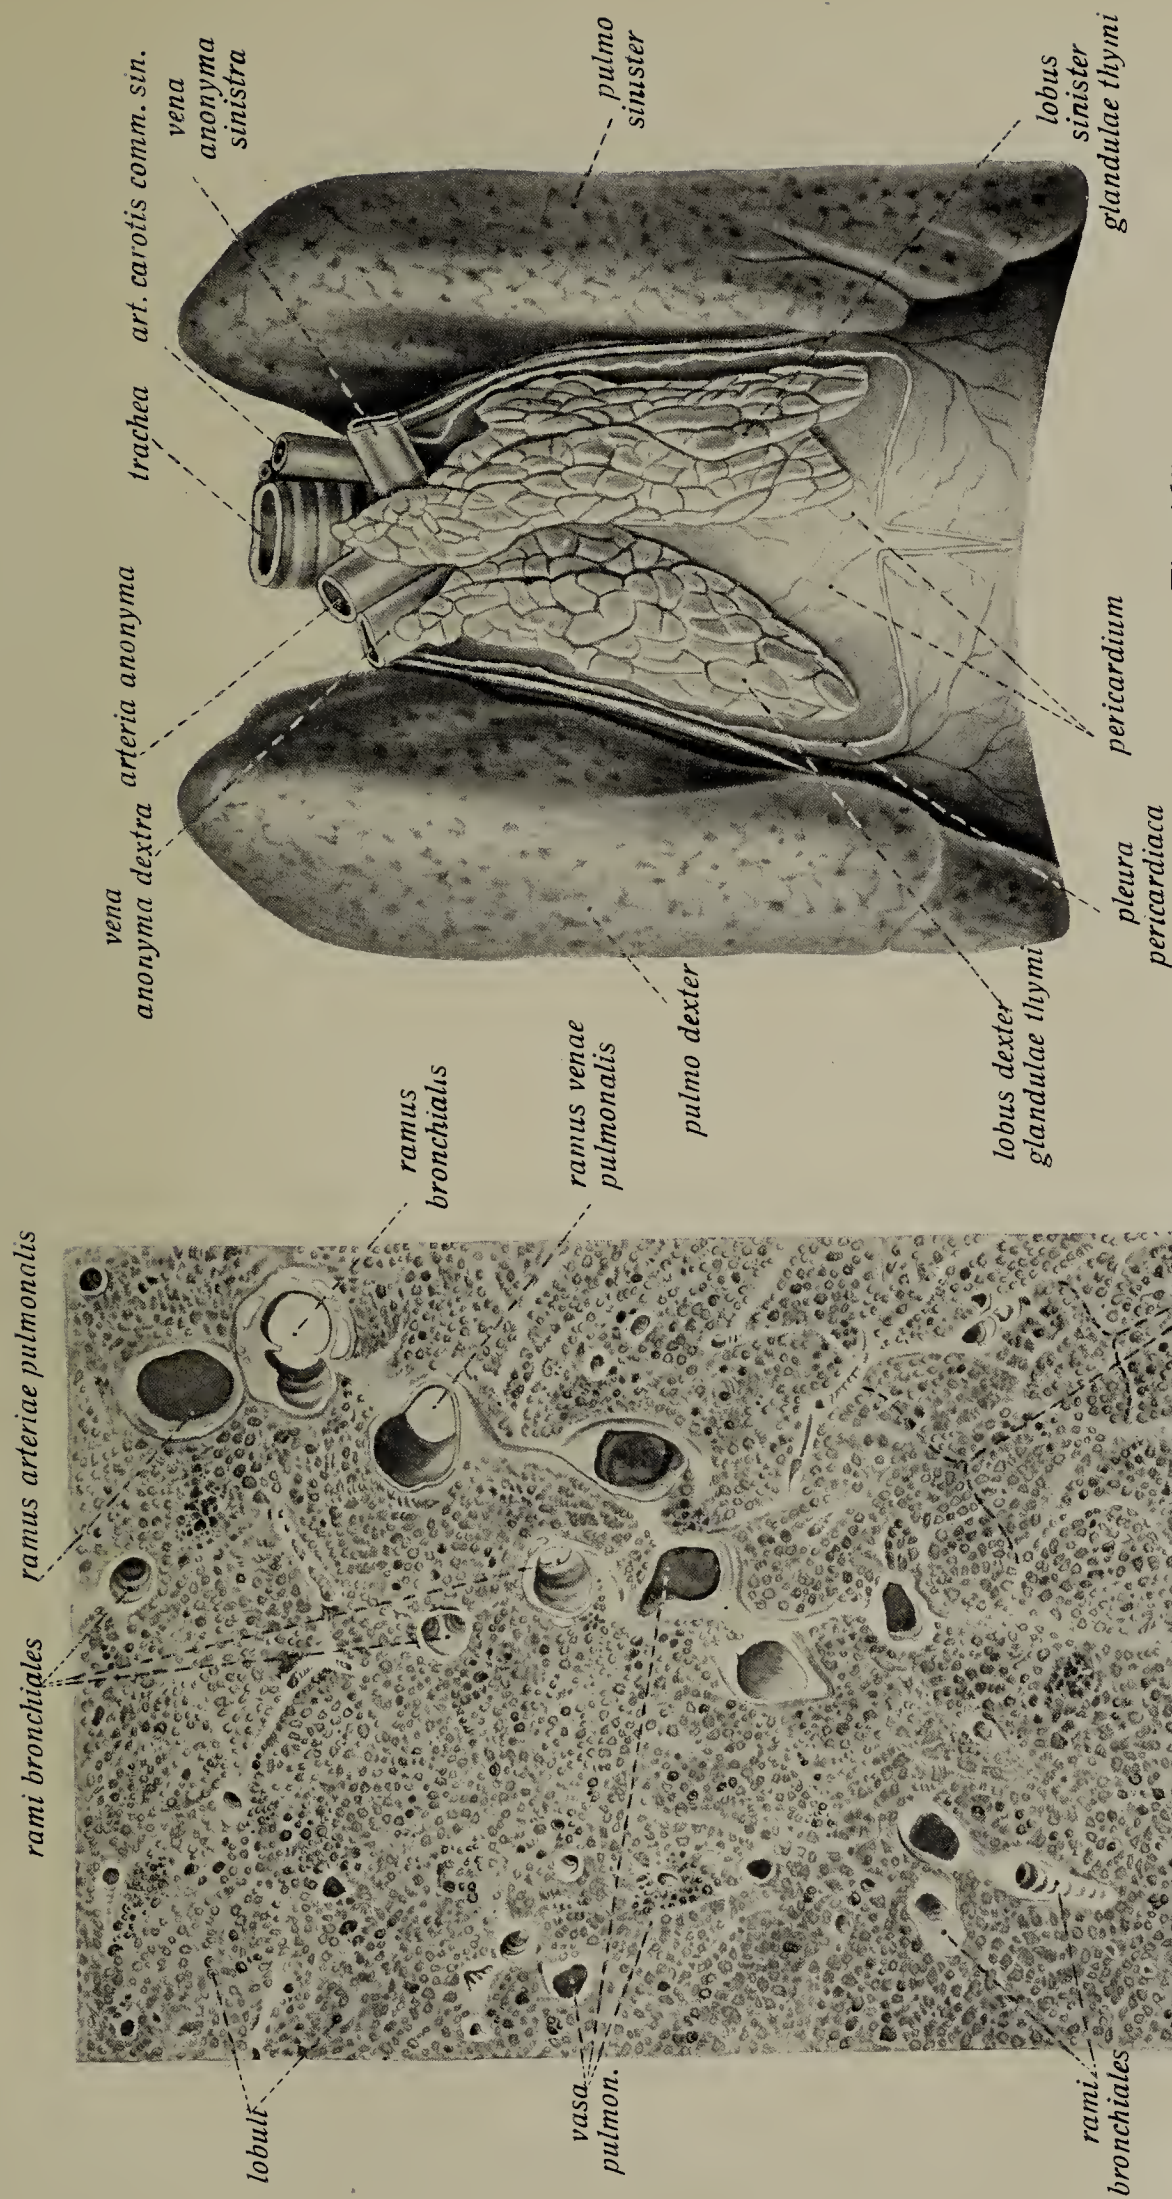 rami bronchiales
ramus arteriae pulmonalis
lobuli
vasa
pulmon.
rami
bronchiales
ramus
bronchialis
ramus venae
pulmonalis
vena
anonyma dextra
arteria anonyma
trachea
art. carotis comm. sin.
vena
anonyma
sinistra
pulmo
sinister
pulmo dexter
lobus dexter
glandulae thymi
pleura
pericardiaca
pericardium
lobus
sinister
glandulae thymi